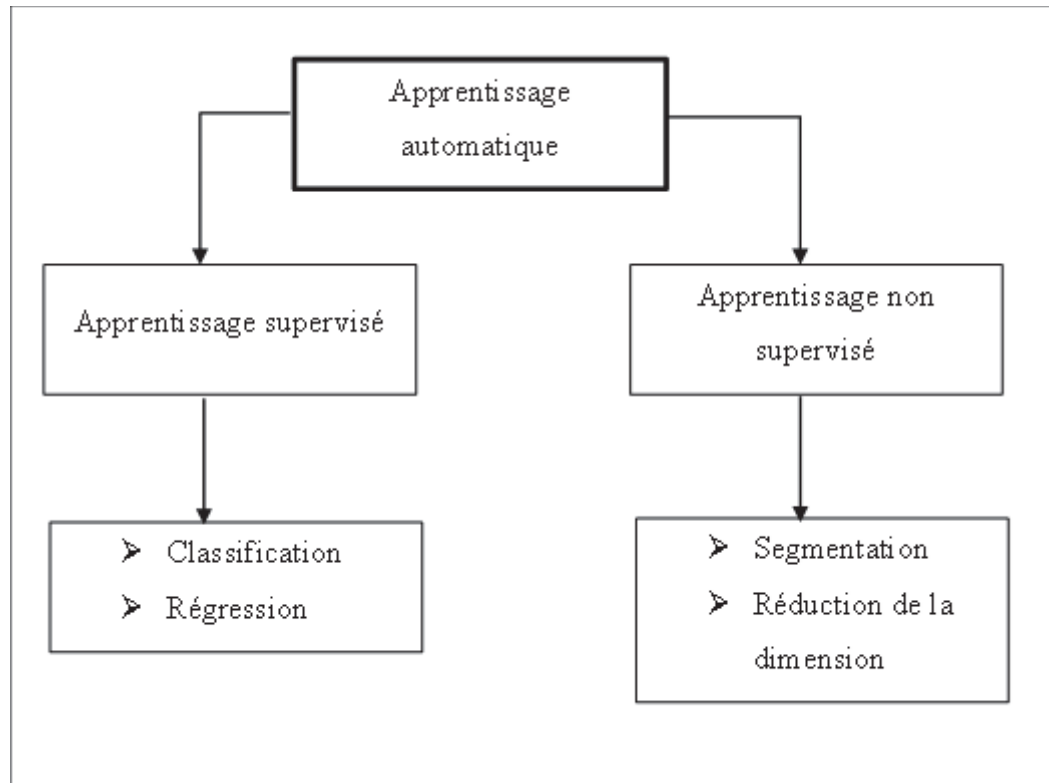 Apprentissage
automatique
Apprentissage supervisé
Apprentissage non
supervisé
➢ Classification
➢ Régression
➢ Segmentation
➢ Réduction de la
dimension